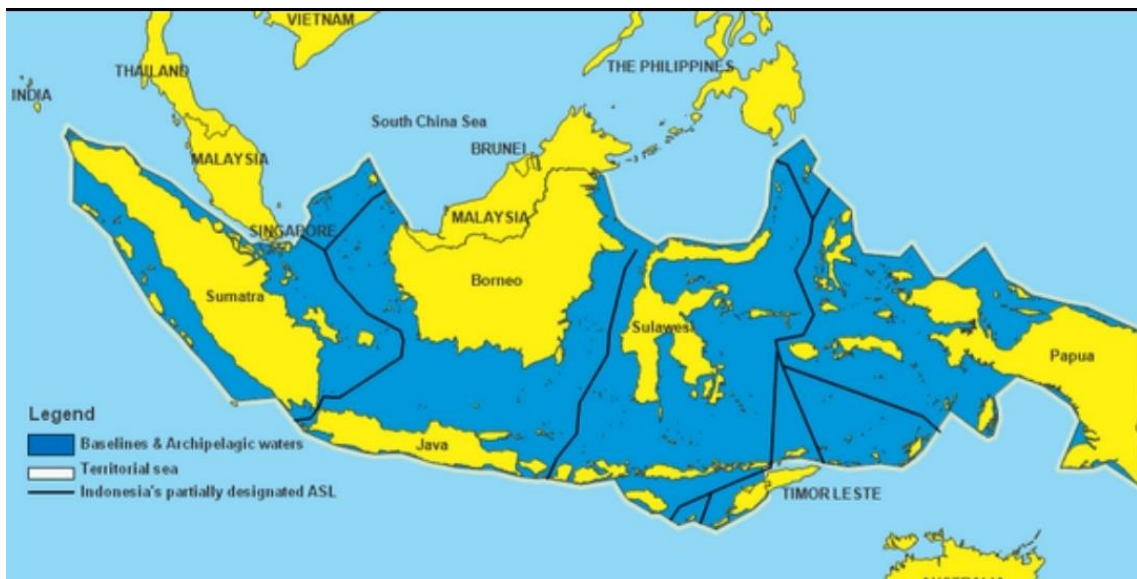 VIETNAM
THAILAND
THE PHILIPPINES
INDIA
South China Sea
BRUNEI
MALAYSIA
MALAYSIA
SINGAPORE
Sumatra
Borneo
Sulawesi
Papua
Legend
Baselines & Archipelagic waters
Java
Territorial sea
Indonesia's partially designated ASL
TIMOR LESTE
AUSTRALIA